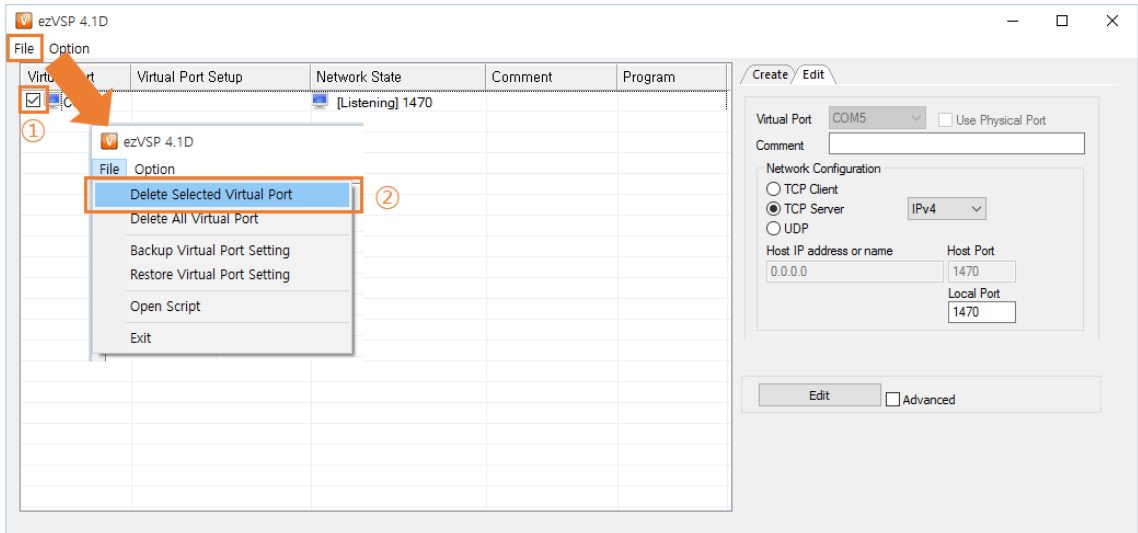 ezVSP 4.1D
File Option
Virtual Port Setup Network State Comment Program
[Listening] 1470
①
ezVSP 4.1D
File Option
Delete Selected Virtual Port
②
Delete All Virtual Port
Backup Virtual Port Setting
Restore Virtual Port Setting
Open Script
Exit
Create Edit
Virtual Port COM5 Use Physical Port
Comment
Network Configuration
TCP Client
TCP Server IPv4
UDP
Host IP address or name Host Port
0.0.0.0 1470
Local Port
1470
Edit Advanced